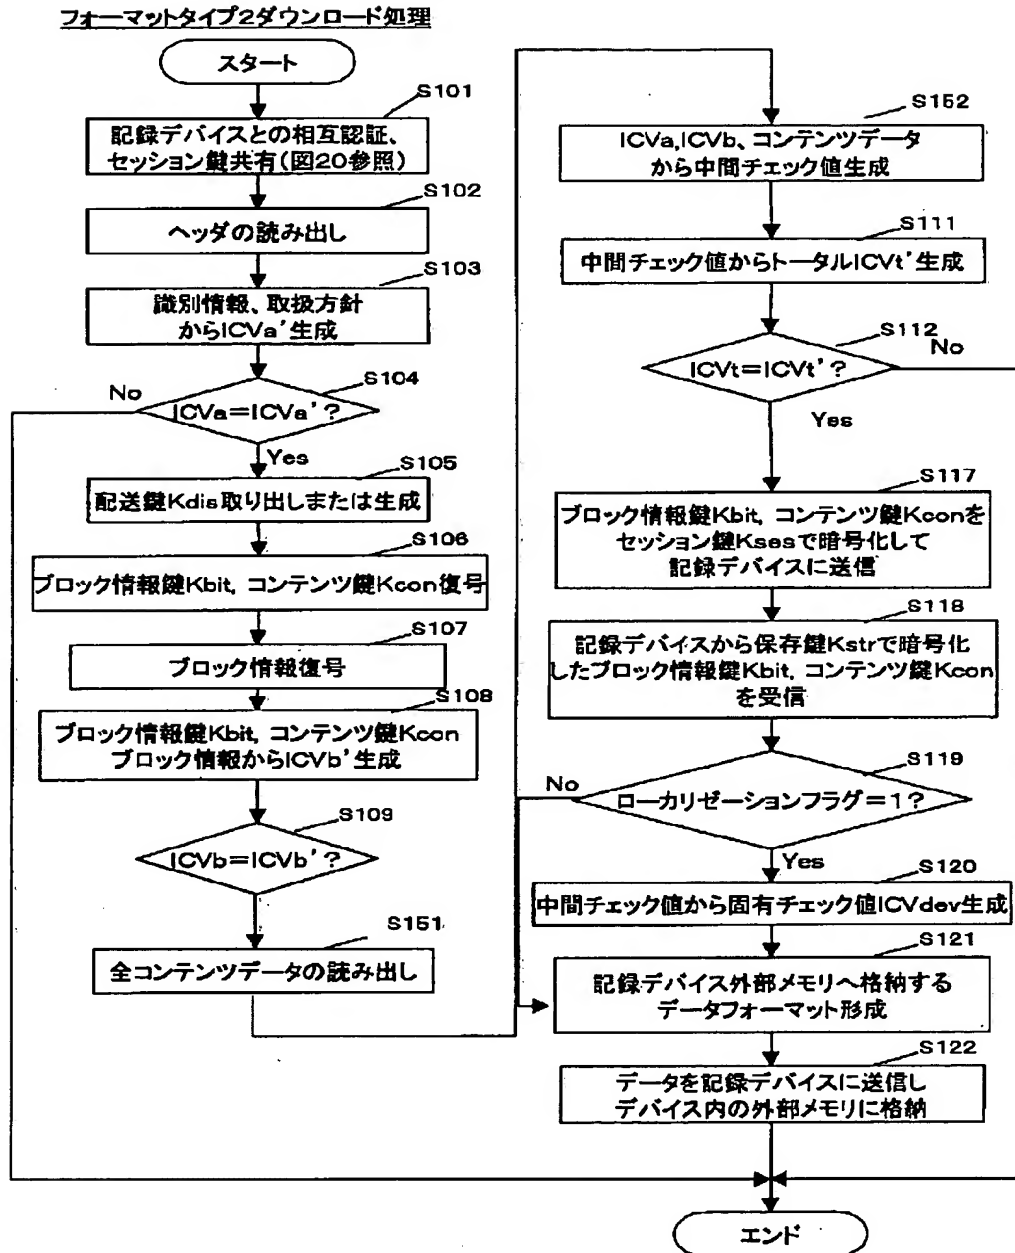 フォーマットタイプ2ダウンロード処理
スタート
S101
記録デバイスとの相互認証、
セッション鍵共有(図20参照)
S102
ヘッダの読み出し
S103
識別情報、取扱方針
からICVa'生成
S104
No
ICVa=ICVa'?
Yes
S105
配送鍵Kdis取り出しまたは生成
S106
ブロック情報鍵Kbit, コンテンツ鍵Kcon復号
S107
ブロック情報復号
S108
ブロック情報鍵Kbit, コンテンツ鍵Kcon
ブロック情報からICVb'生成
S109
ICVb=ICVb'?
S151
全コンテンツデータの読み出し
S152
ICVa,ICVb、コンテンツデータ
から中間チェック値生成
S111
中間チェック値からトータルICVt'生成
S112
No
ICVt=ICVt'?
Yes
S117
ブロック情報鍵Kbit, コンテンツ鍵Kconを
セッション鍵Ksesで暗号化して
記録デバイスに送信
S118
記録デバイスから保存鍵Kstrで暗号化
したブロック情報鍵Kbit, コンテンツ鍵Kcon
を受信
S119
No
ローカリゼーションフラグ=1?
Yes
S120
中間チェック値から固有チェック値ICVdev生成
S121
記録デバイス外部メモリへ格納する
データフォーマット形成
S122
データを記録デバイスに送信し
デバイス内の外部メモリに格納
エンド